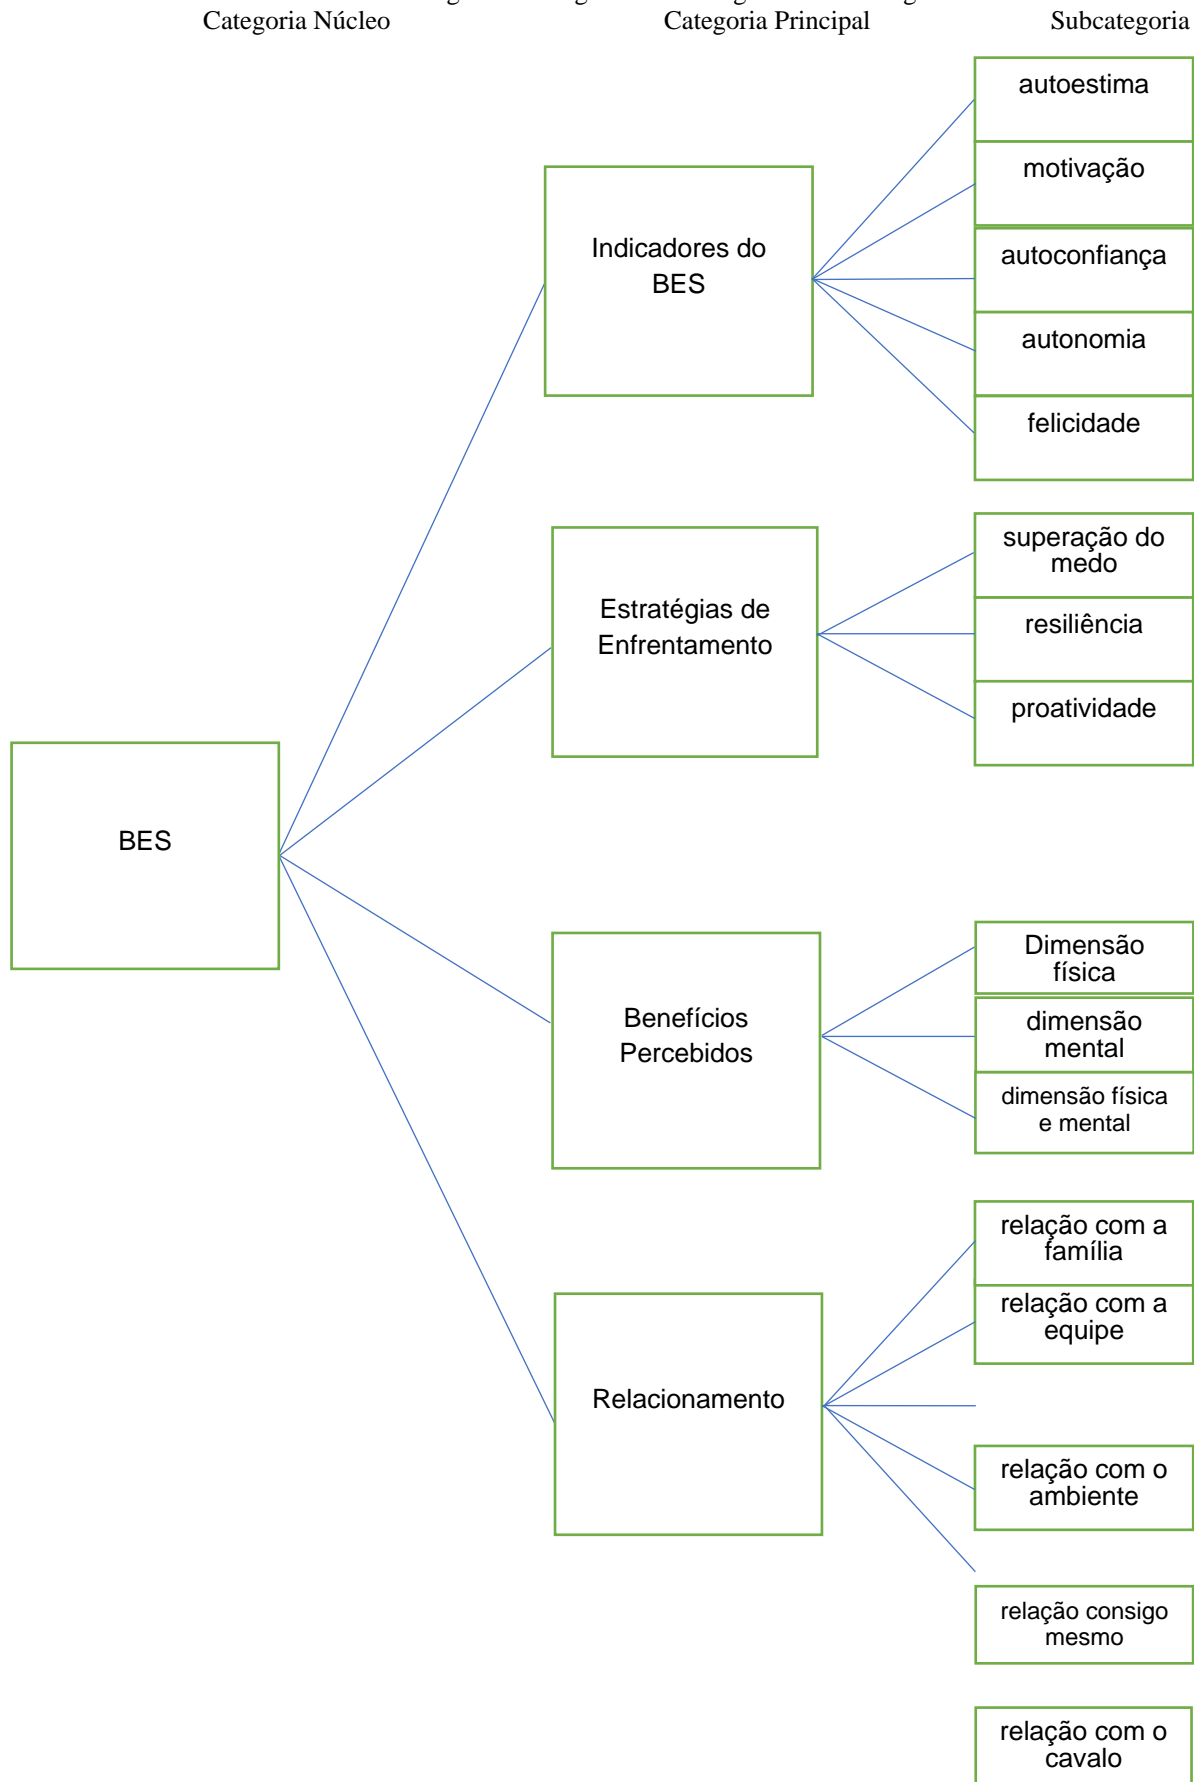 Categoria Núcleo Categoria Principal Subcategoria
autoestima
motivação
Indicadores do
BES
autoconfiança
autonomia
felicidade
superação do
medo
Estratégias de
Enfrentamento
resiliência
proatividade
BES
Dimensão
física
Benefícios
Percebidos
dimensão
mental
dimensão física
e mental
relação com a
família
relação com a
equipe
Relacionamento
relação com o
ambiente
relação consigo
mesmo
relação com o
cavalo